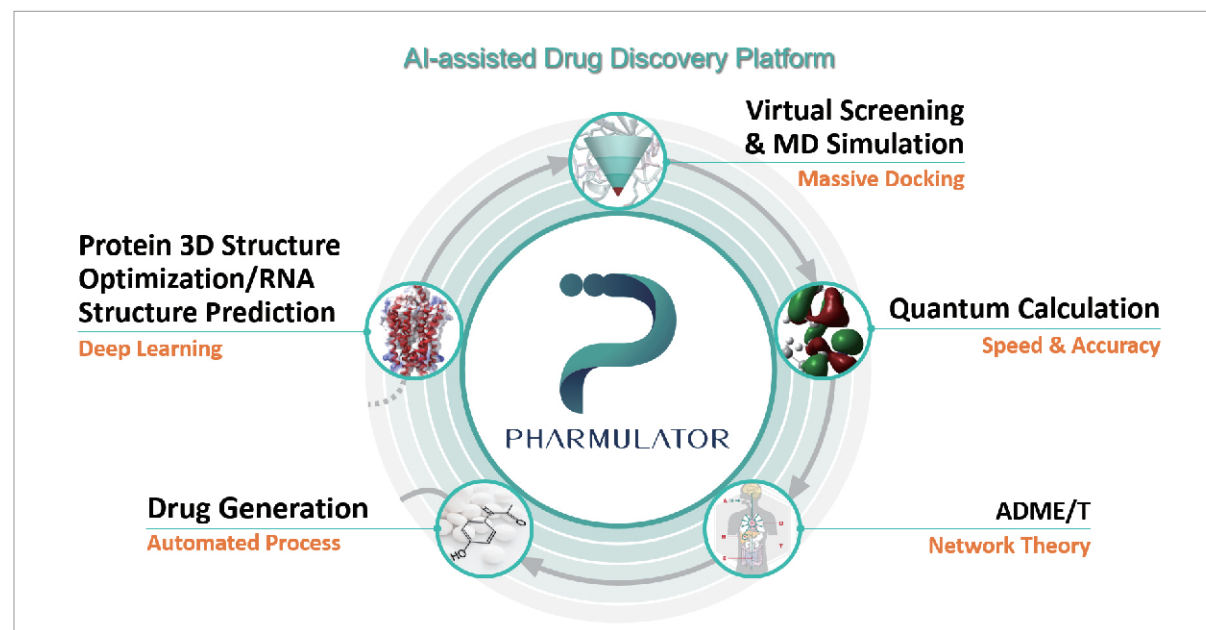 AI-assisted Drug Discovery Platform
Virtual Screening
& MD Simulation
Massive Docking
Protein 3D Structure
Optimization/RNA
Structure Prediction
Deep Learning
Quantum Calculation
Speed & Accuracy
PHARMULATOR
Drug Generation
Automated Process
HO
O
ADME/T
Network Theory